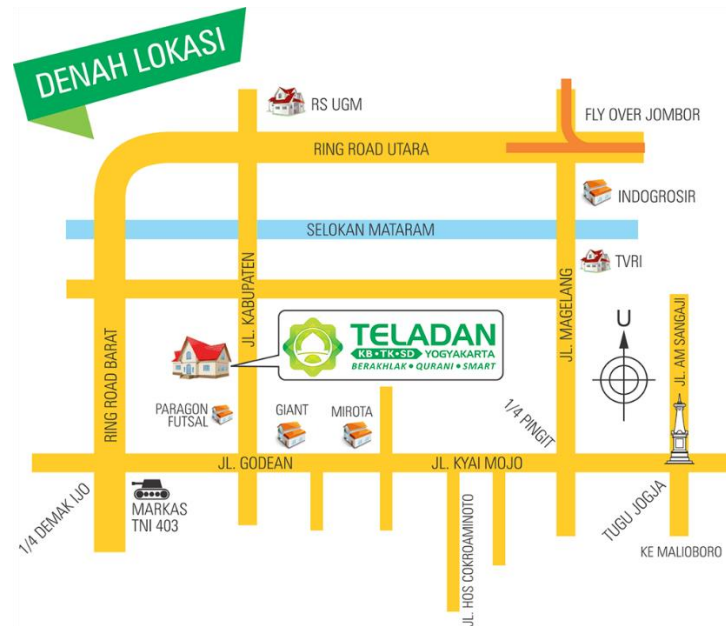 DENAH LOKASI
RS UGM
FLY OVER JOMBOR
RING ROAD UTARA
INDOGROSIR
SELOKAN MATARAM
TVRI
JL. KABUPATEN
JL. MAGELANG
JL. AM SANGAJI
U
TELADAN
KB•TK•SD YOGYAKARTA
BERAKHLAK • QURANI • SMART
RING ROAD BARAT
PARAGON
FUTSAL
GIANT
MIROTA
1/4 PINGIT
JL. GODEAN
JL. KYAI MOJO
1/4 DEMAK IJO
MARKAS
TNI 403
JL. HOS COKROAMINOTO
TUGU JOGJA
KE MALIOBORO